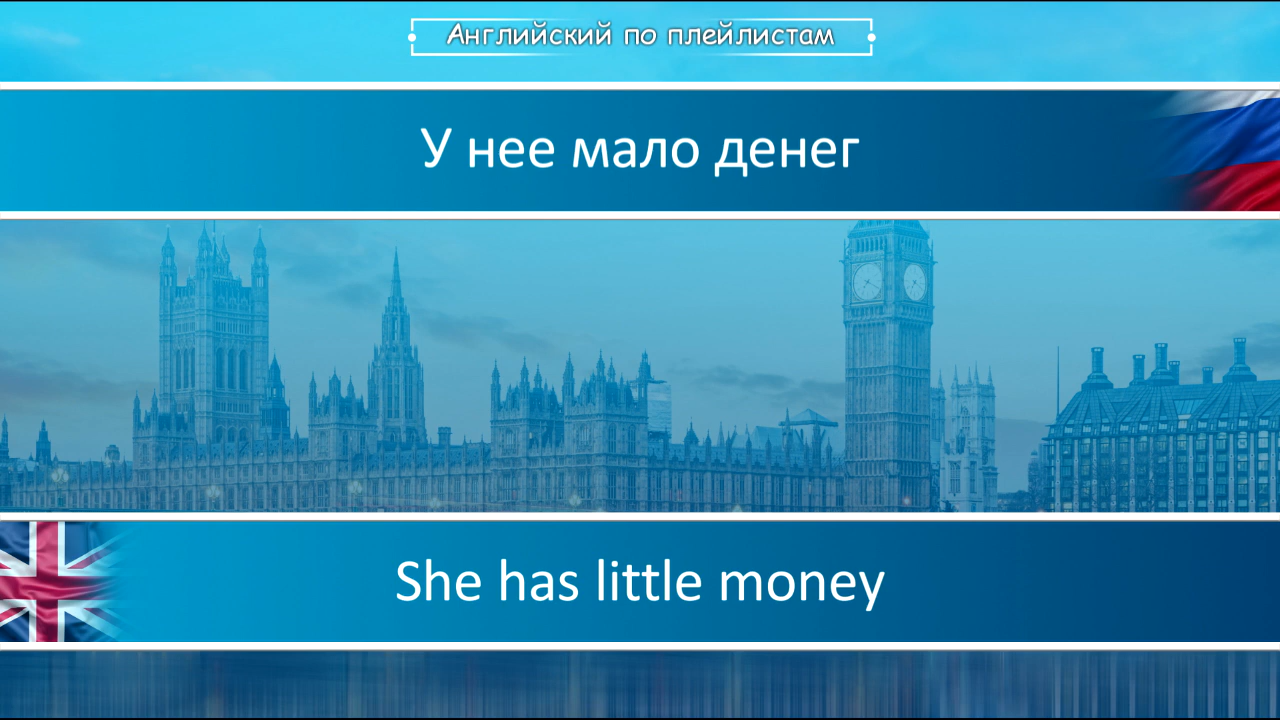 Английский по плейлистам
У нее мало денег
She has little money